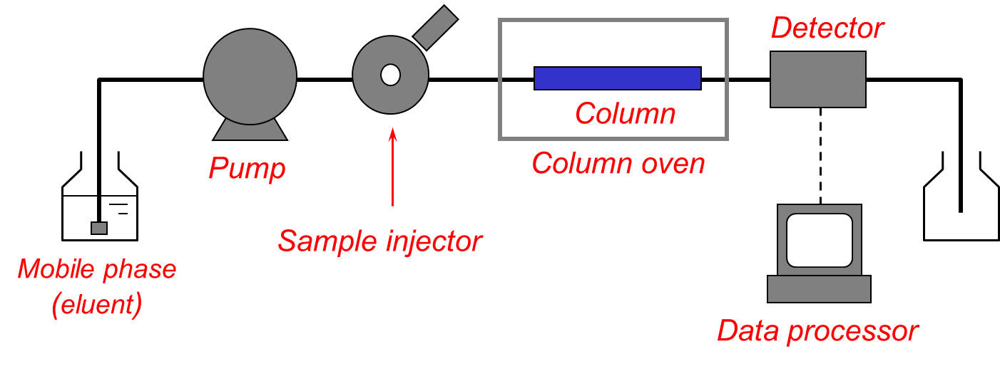 Detector
Column
Pump
Column oven
Sample injector
Mobile phase
(eluent)
Data processor